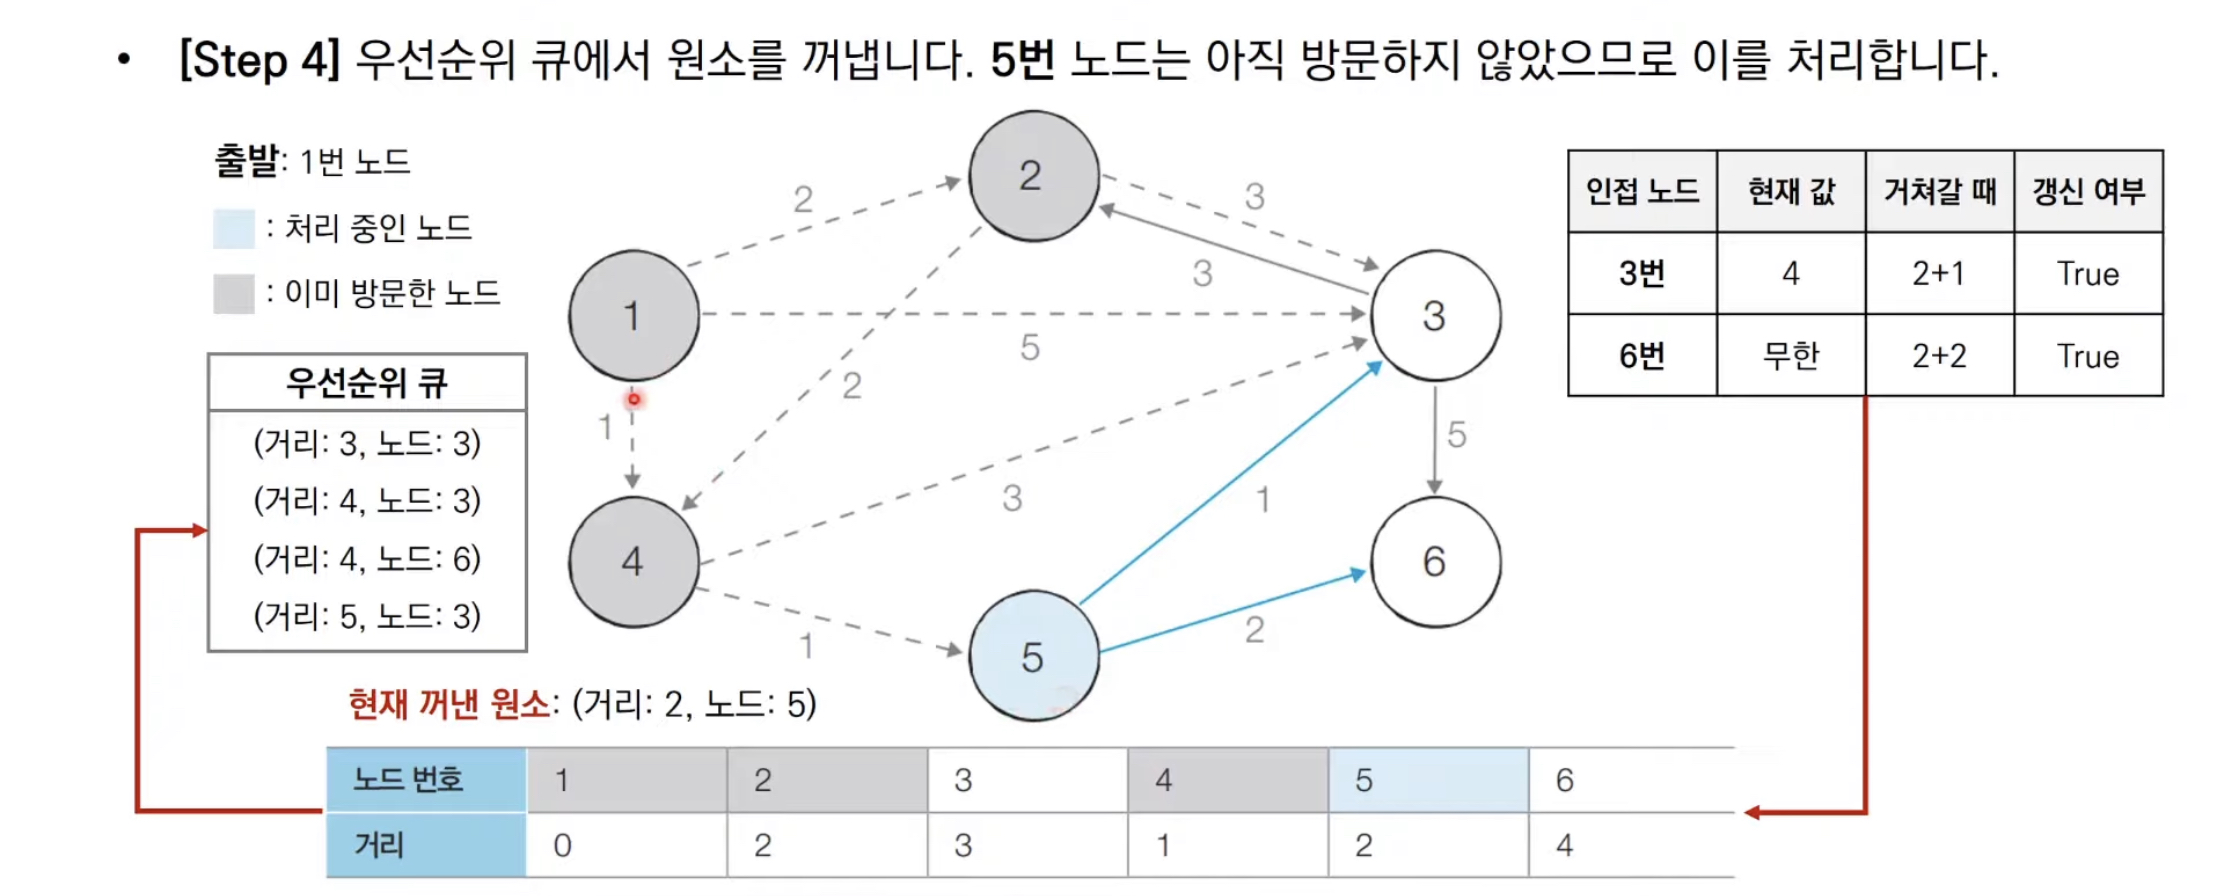 • [Step 4] 우선순위 큐에서 원소를 꺼냅니다. 5번 노드는 아직 방문하지 않았으므로 이를 처리합니다.
출발: 1번 노드
: 처리 중인 노드
: 이미 방문한 노드
우선순위 큐
(거리: 3, 노드: 3)
(거리: 4, 노드: 3)
(거리: 4, 노드: 6)
(거리: 5, 노드: 3)
2
2
3
3
1
5
3
2
1
5
3
1
4
6
2
1
5
인접 노드 현재 값 거쳐갈 때 갱신 여부
3번 4 2+1 True
6번 무한 2+2 True
현재 꺼낸 원소: (거리: 2, 노드: 5)
노드 번호 1 2 3 4 5 6
거리 0 2 3 1 2 4